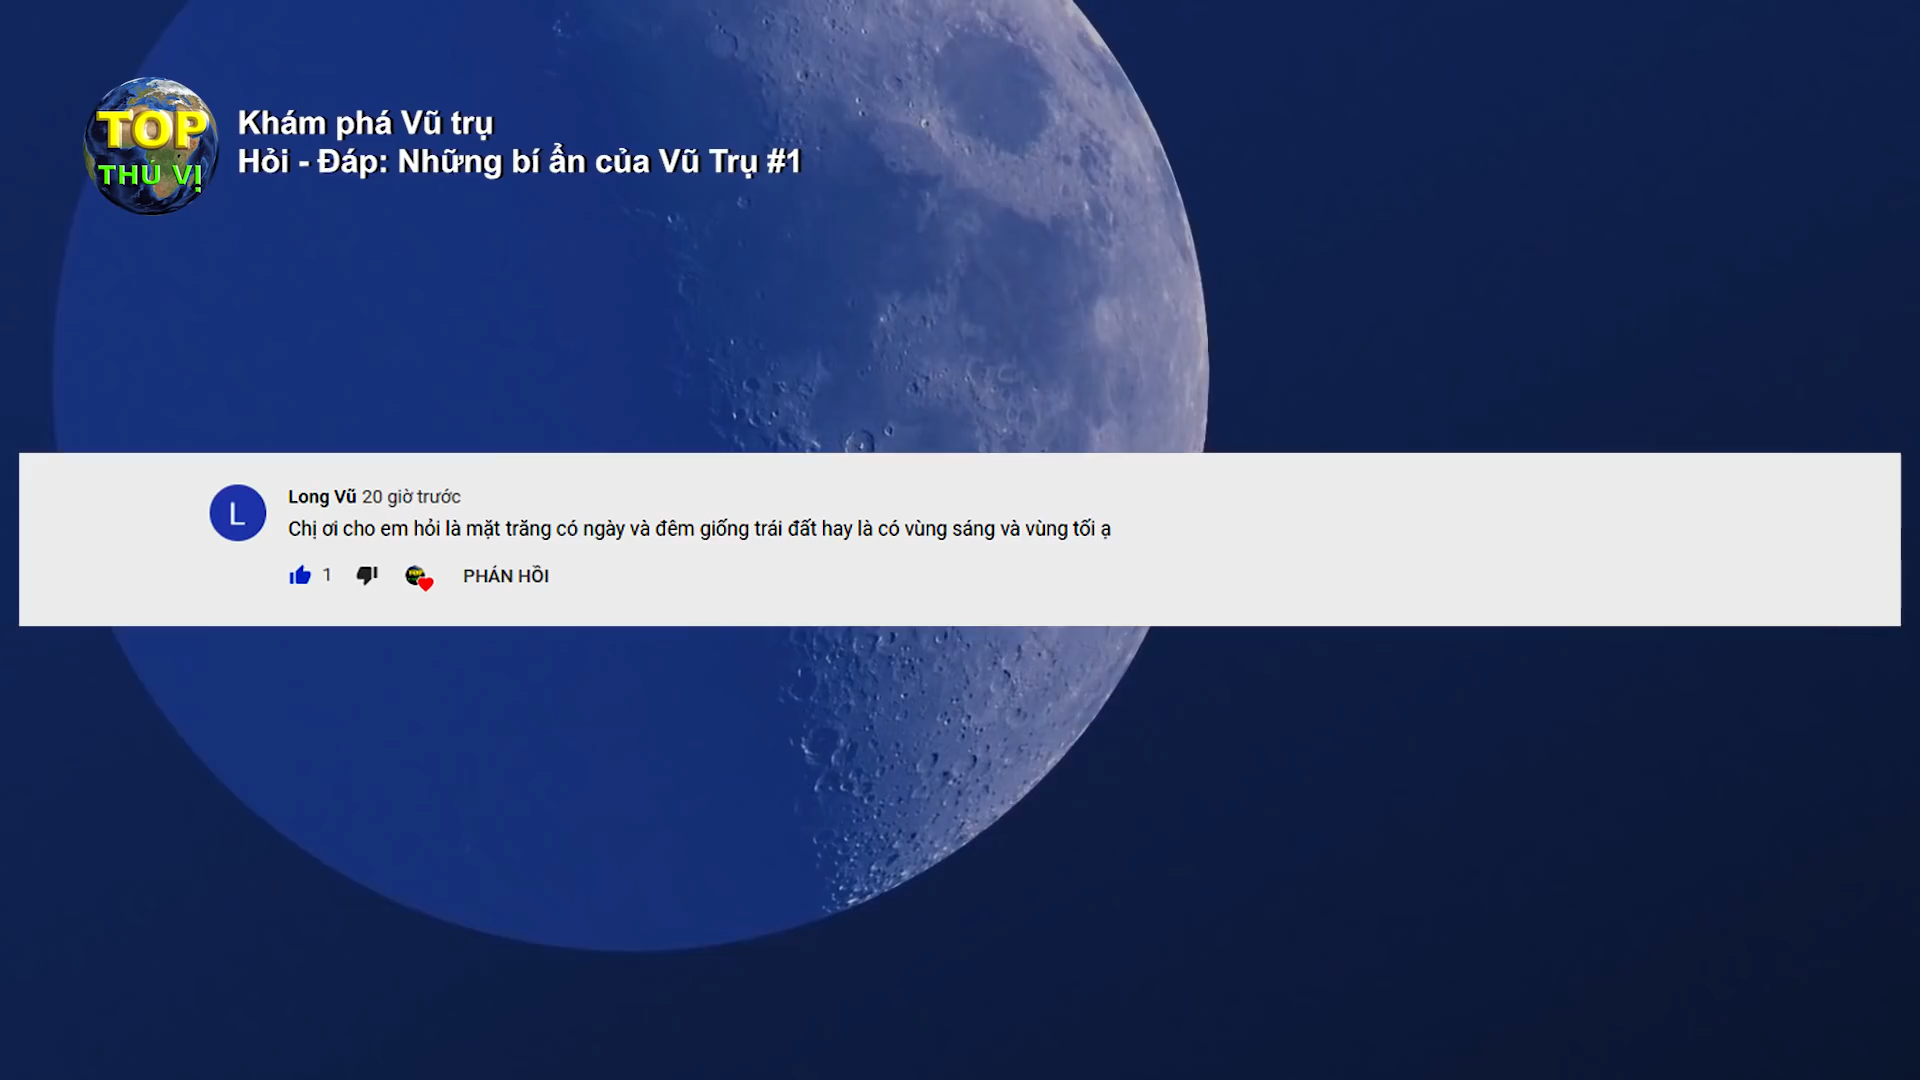 TOP
THÚ VỊ
Khám phá Vũ trụ
Hỏi - Đáp: Những bí ẩn của Vũ Trụ #1
L
Long Vũ 20 giờ trước
Chị ơi cho em hỏi là mặt trăng có ngày và đêm giống trái đất hay là có vùng sáng và vùng tối ạ
1
PHẢN HỒI